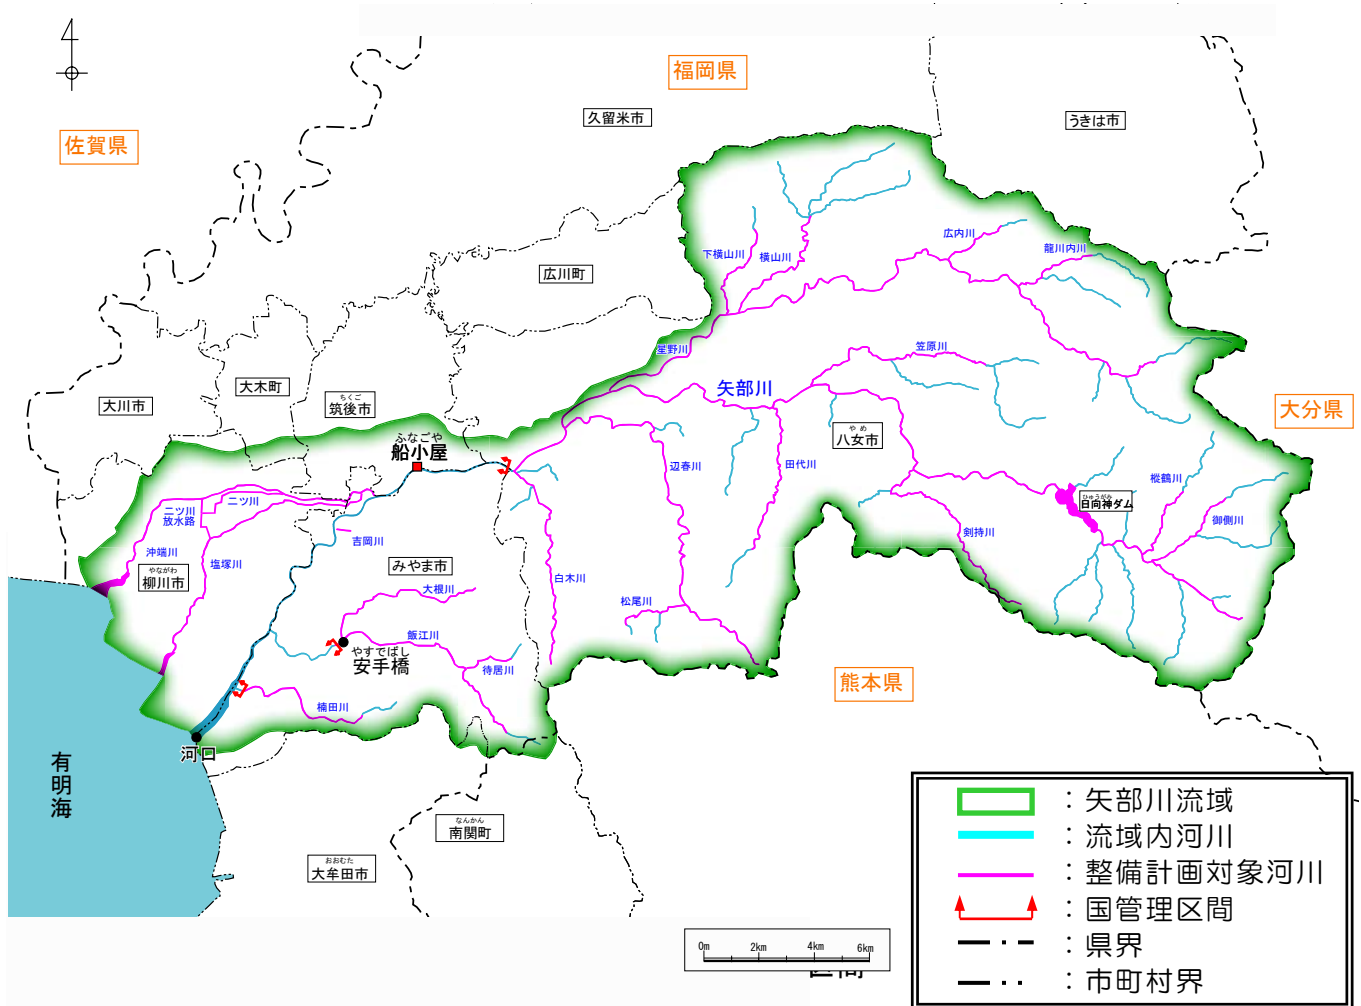 福岡県
佐賀県
久留米市
うきは市
広川町
下横山川
横山川
広内川
龍川内川
星野川
笠原川
矢部川
大木町
大川市
ちくご
筑後市
大分県
ふなごや
船小屋
やめ
八女市
辺春川
田代川
樅鶴川
ひゅうがみ
日向神ダム
御側川
剣持川
二ツ川
二ツ川
放水路
吉岡川
沖端川
塩塚川
やながわ
柳川市
みやま市
大根川
白木川
松尾川
飯江川
やすでばし
安手橋
待居川
楠田川
熊本県
河口
有明海
なんかん
南関町
おおむた
大牟田市
：矢部川流域
：流域内河川
：整備計画対象河川
：国管理区間
：県界
：市町村界
0m 2km 4km 6km